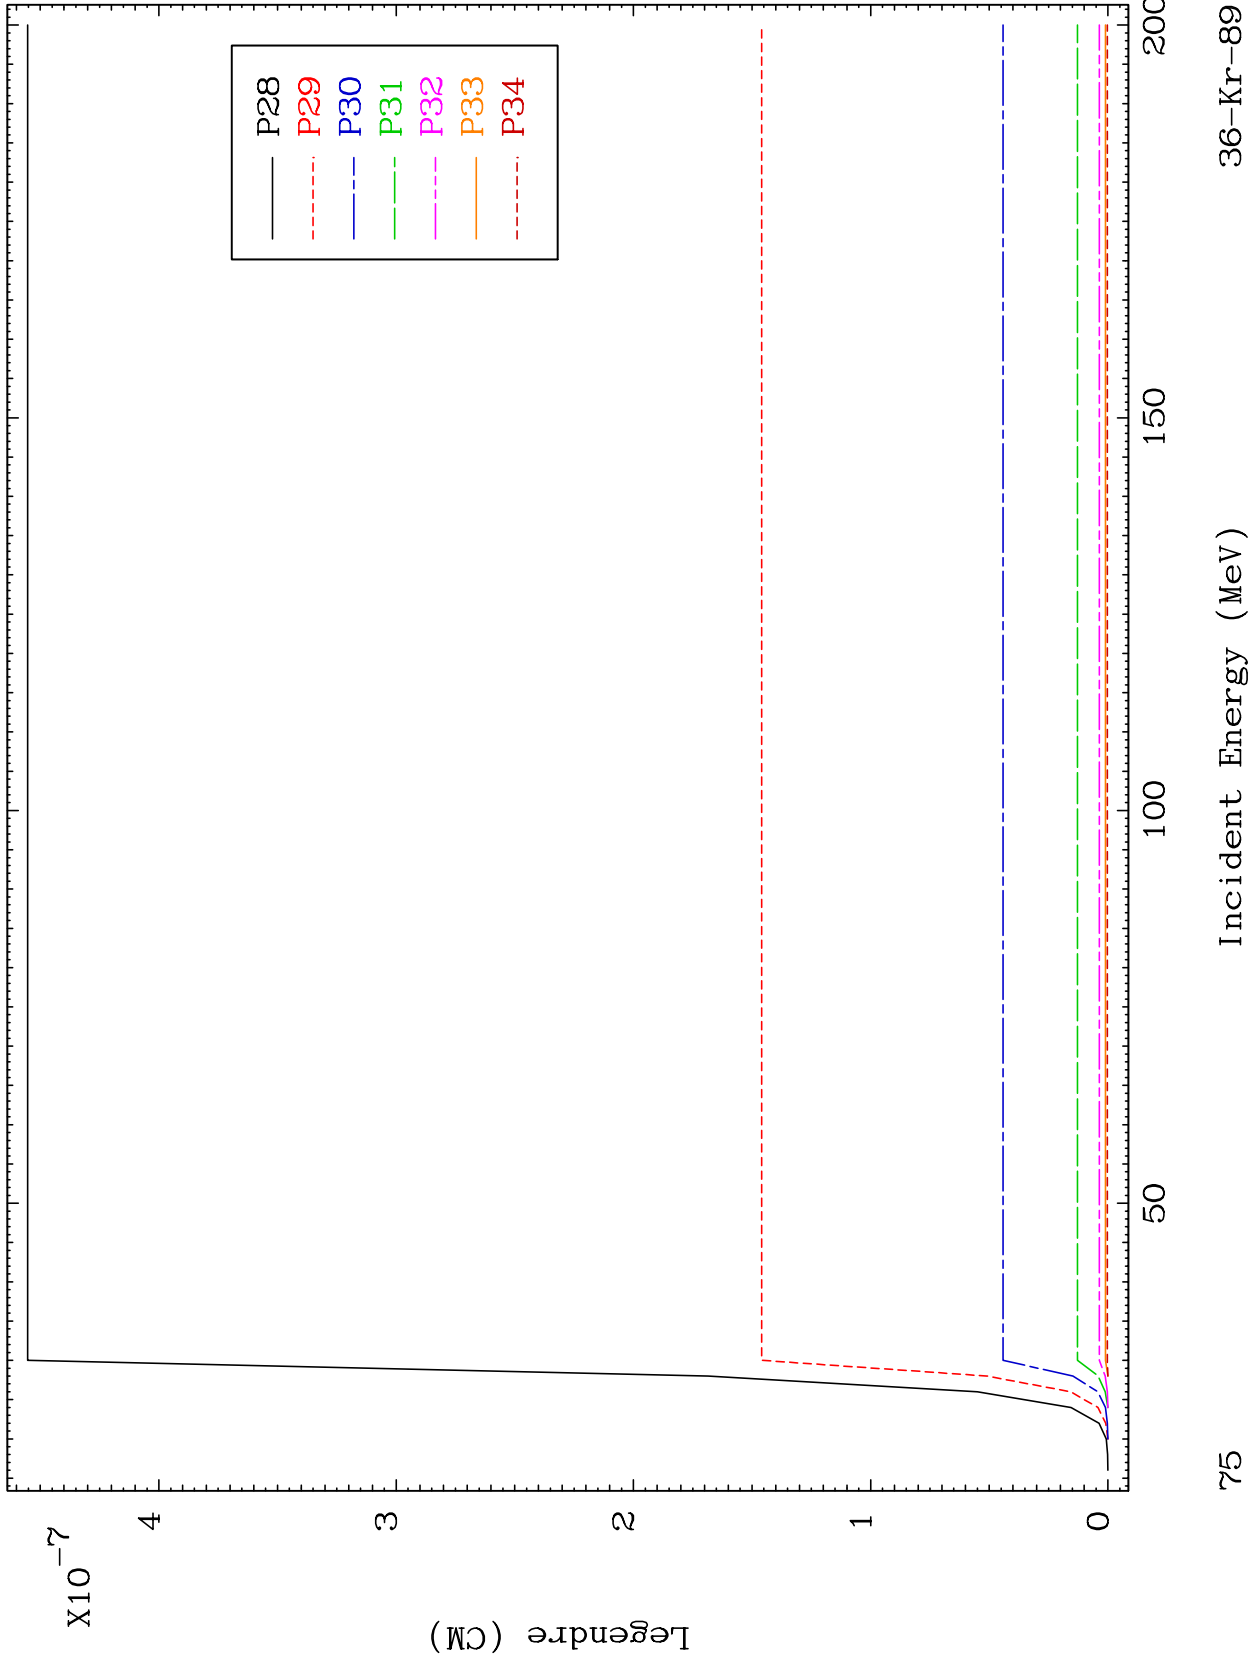 X10-7
4
3
2
1
0
Legendre (CM)
P28
P29
P30
P31
P32
P33
P34
50
100
150
200
Incident Energy (MeV)
75
36-Kr-89